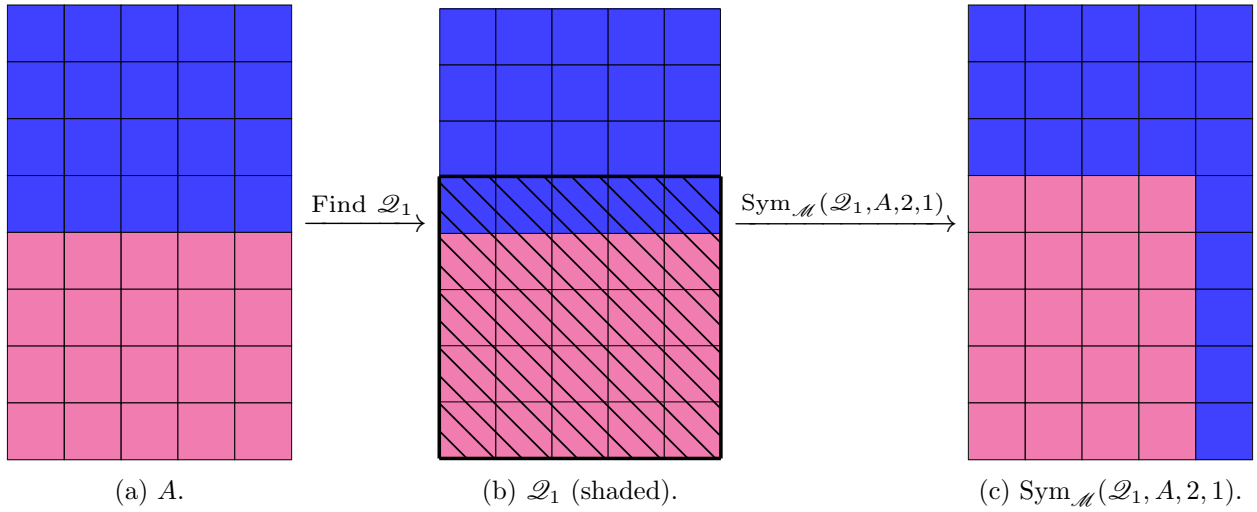 Find 𝒬₁
Sym_ℳ(𝒬₁,A,2,1)
(a) A.
(b) 𝒬₁ (shaded).
(c) Sym_ℳ(𝒬₁, A, 2, 1).